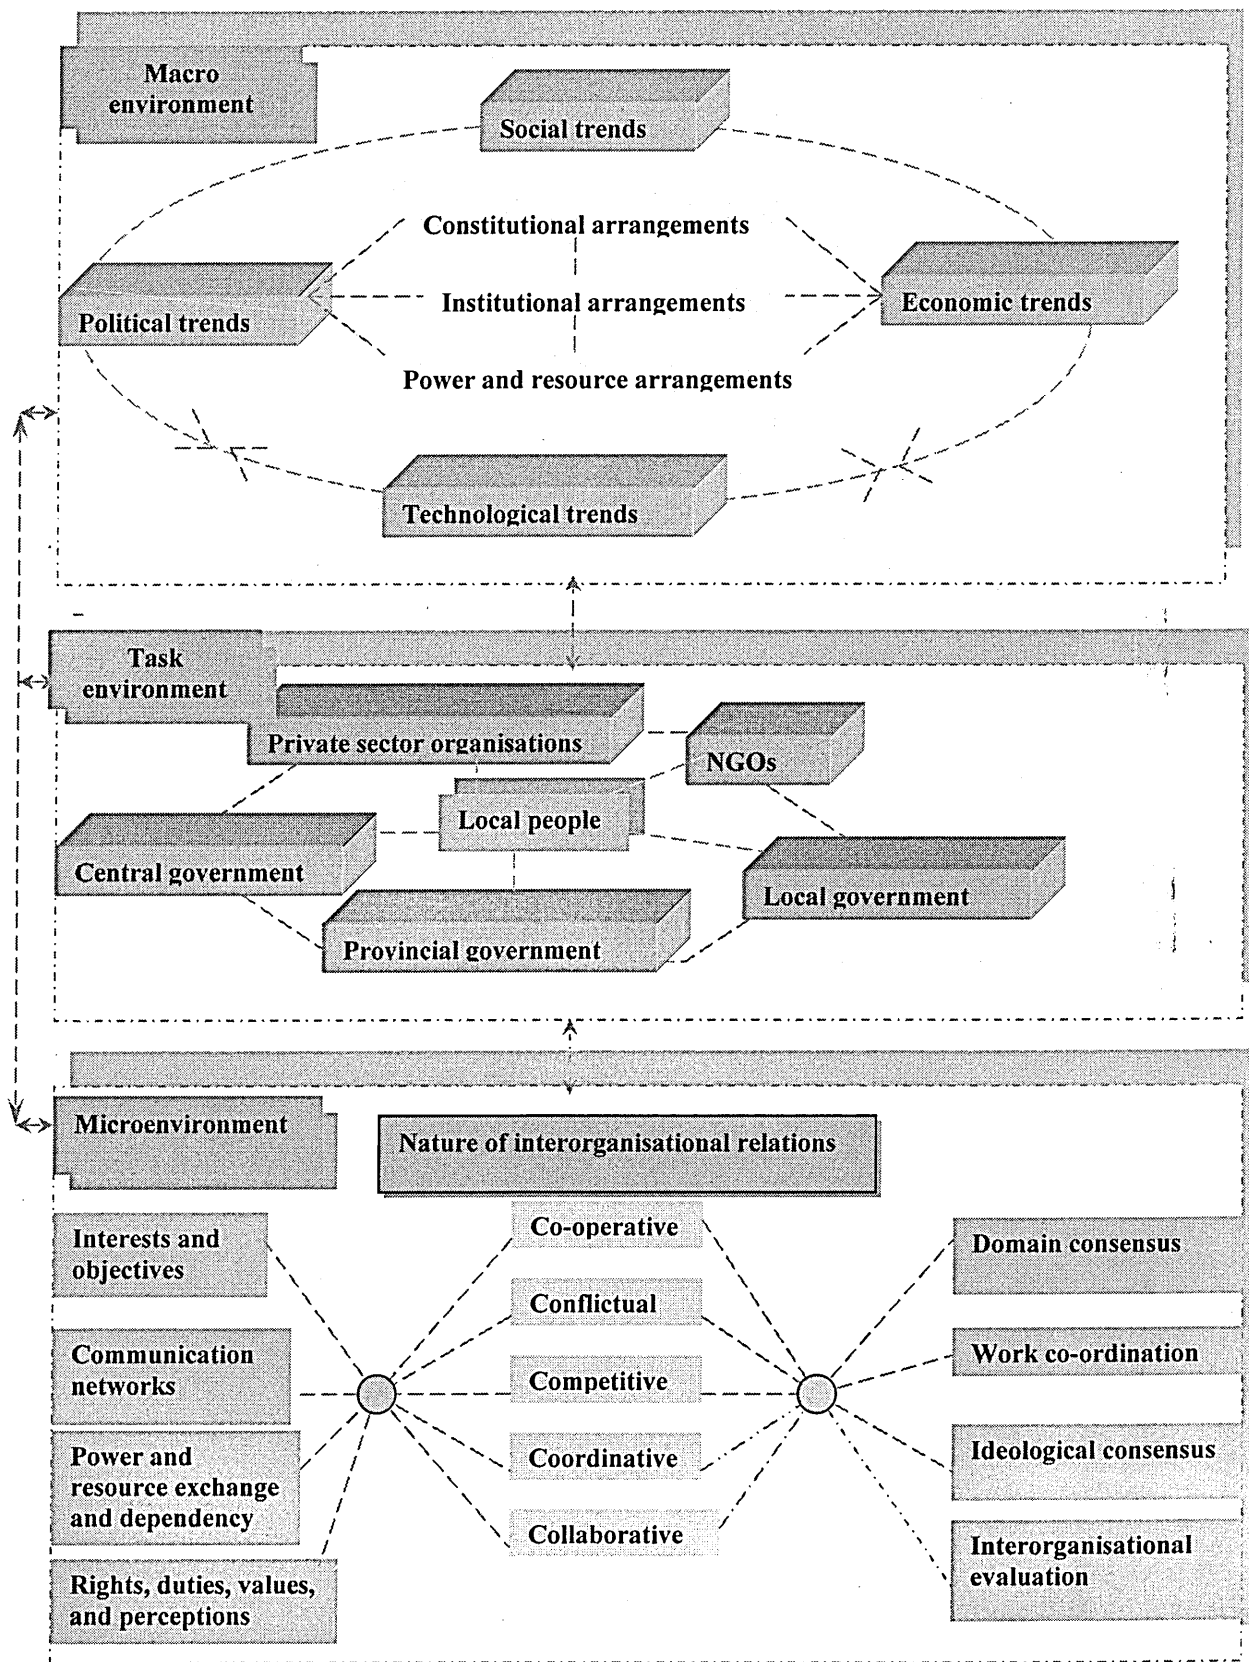 Macro
environment
Social trends
Constitutional arrangements
Political trends
Institutional arrangements
Economic trends
Power and resource arrangements
Technological trends
Task
environment
Private sector organisations
NGOs
Local people
Central government
Local government
Provincial government
Microenvironment
Nature of interorganisational relations
Interests and
objectives
Communication
networks
Power and
resource exchange
and dependency
Rights, duties, values,
and perceptions
Co-operative
Conflictual
Competitive
Coordinative
Collaborative
Domain consensus
Work co-ordination
Ideological consensus
Interorganisational
evaluation